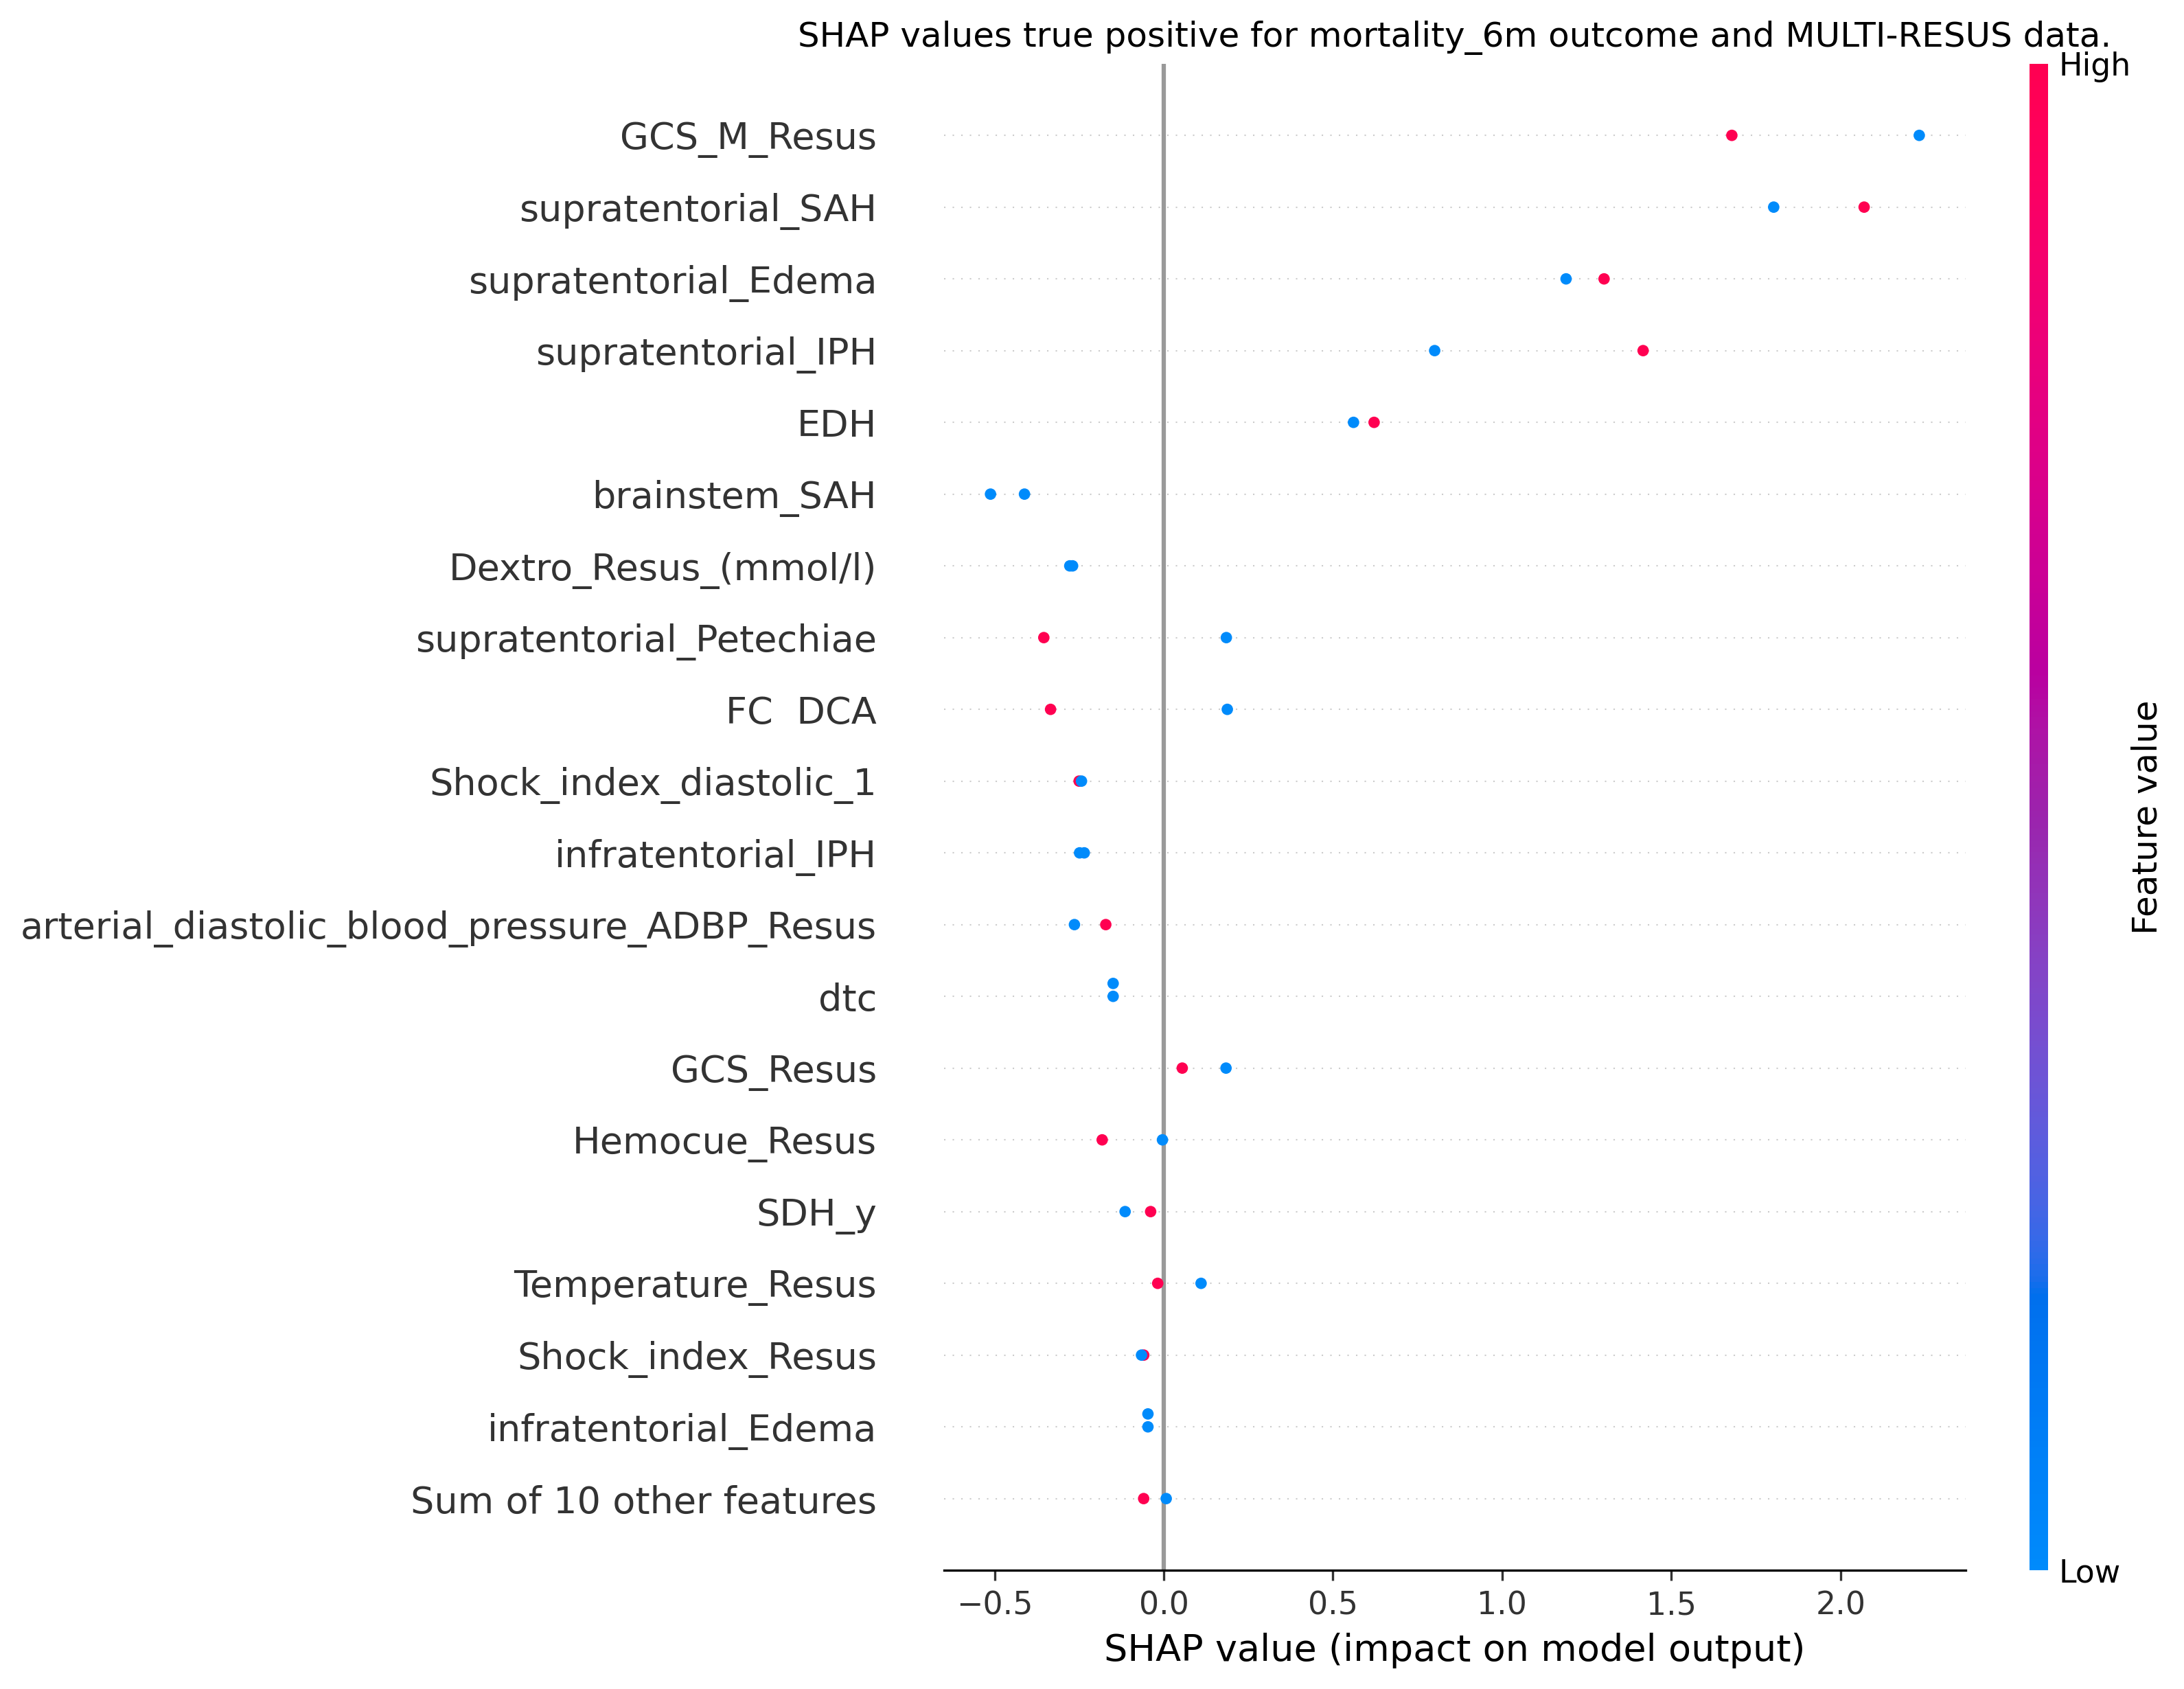 SHAP values true positive for mortality_6m outcome and MULTI-RESUS data.
High
GCS_M_Resus
supratentorial_SAH
supratentorial_Edema
supratentorial_IPH
EDH
brainstem_SAH
Dextro_Resus_(mmol/l)
supratentorial_Petechiae
FC  DCA
Shock_index_diastolic_1
infratentorial_IPH
arterial_diastolic_blood_pressure_ADBP_Resus
dtc
GCS_Resus
Hemocue_Resus
SDH_y
Temperature_Resus
Shock_index_Resus
infratentorial_Edema
Sum of 10 other features
Feature value
Low
−0.5 0.0 0.5 1.0 1.5 2.0
SHAP value (impact on model output)